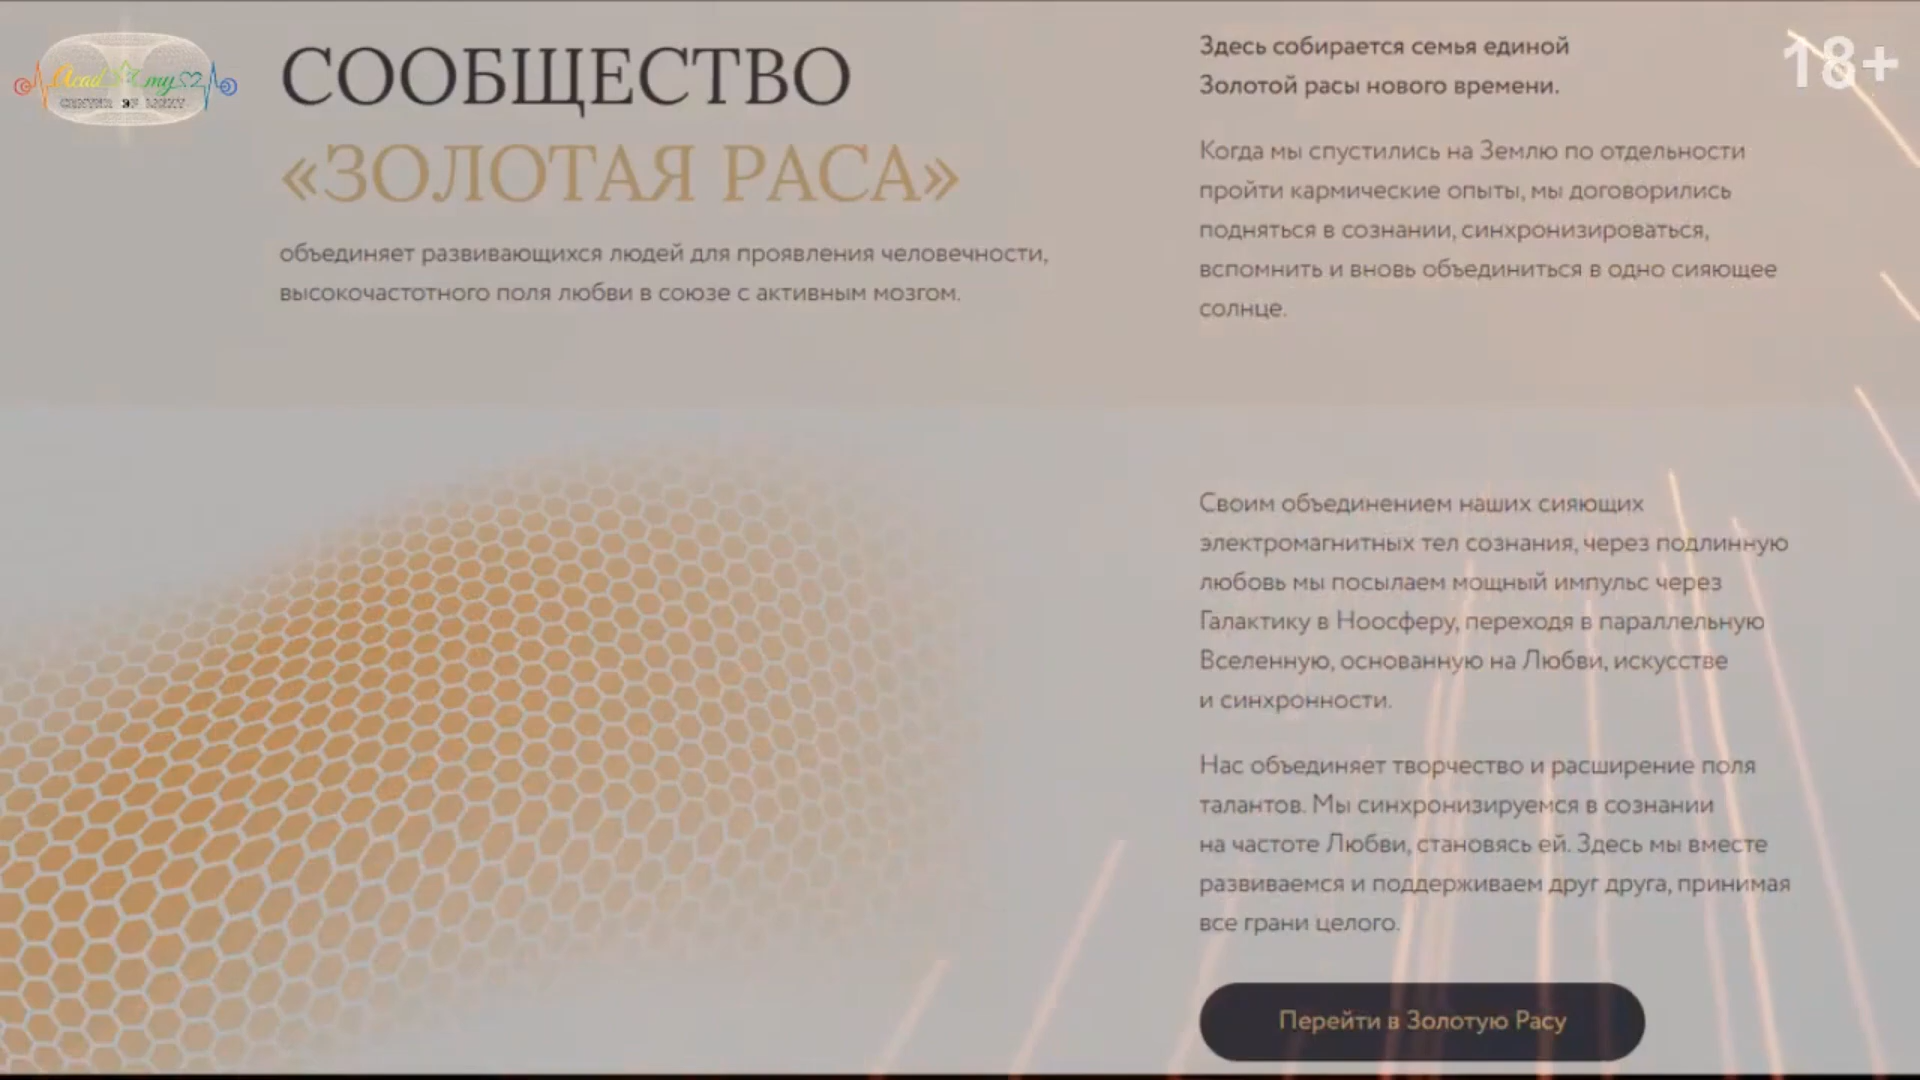 СООБЩЕСТВО
«ЗОЛОТАЯ РАСА»
объединяет развивающихся людей для проявления человечности,
высокочастотного поля любви в союзе с активным мозгом.
Здесь собирается семья единой
Золотой расы нового времени.
Когда мы спустились на Землю по отдельности
пройти кармические опыты, мы договорились
подняться в сознании, синхронизироваться,
вспомнить и вновь объединиться в одно сияющее
солнце.
18+
Своим объединением наших сияющих
электромагнитных тел сознания, через подлинную
любовь мы посылаем мощный импульс через
Галактику в Ноосферу, переходя в параллельную
Вселенную, основанную на Любви, искусстве
и синхронности.
Нас объединяет творчество и расширение поля
талантов. Мы синхронизируемся в сознании
на частоте Любви, становясь ей. Здесь мы вместе
развиваемся и поддерживаем друг друга, принимая
все грани целого.
Перейти в Золотую Расу